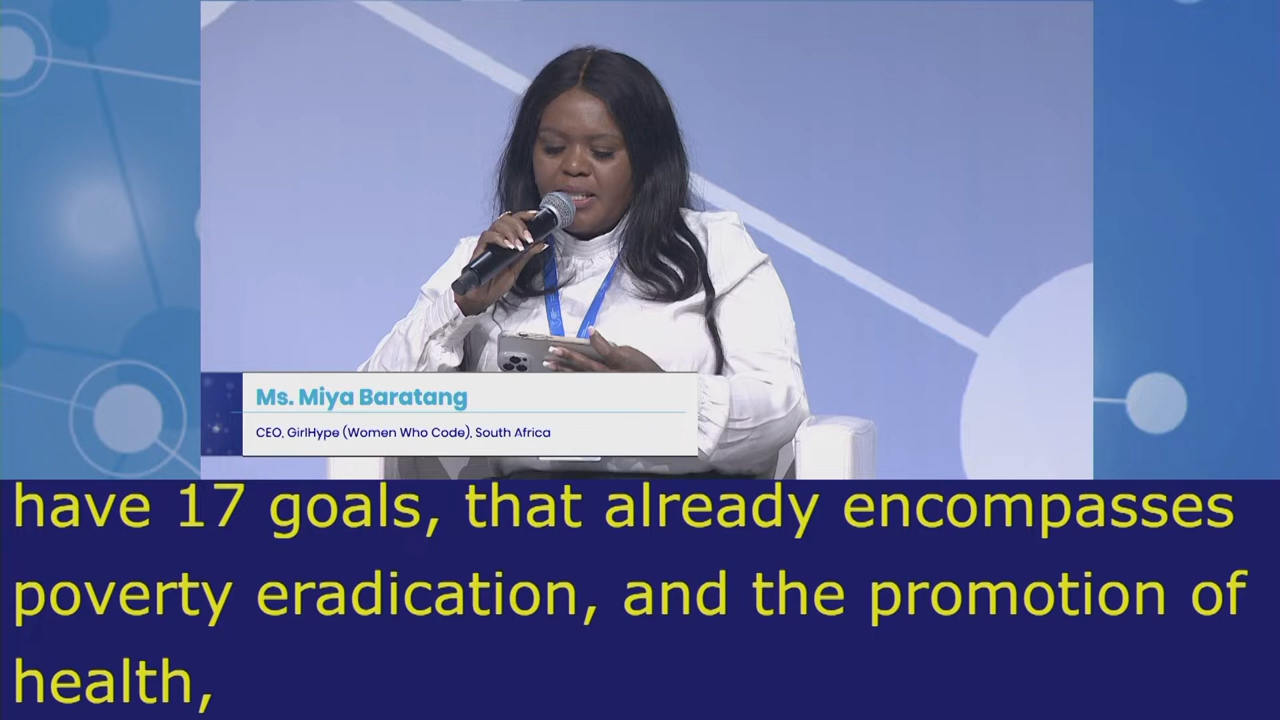 Ms. Miya Baratang
CEO, GirlHype (Women Who Code), South Africa
have 17 goals, that already encompasses
poverty eradication, and the promotion of
health,